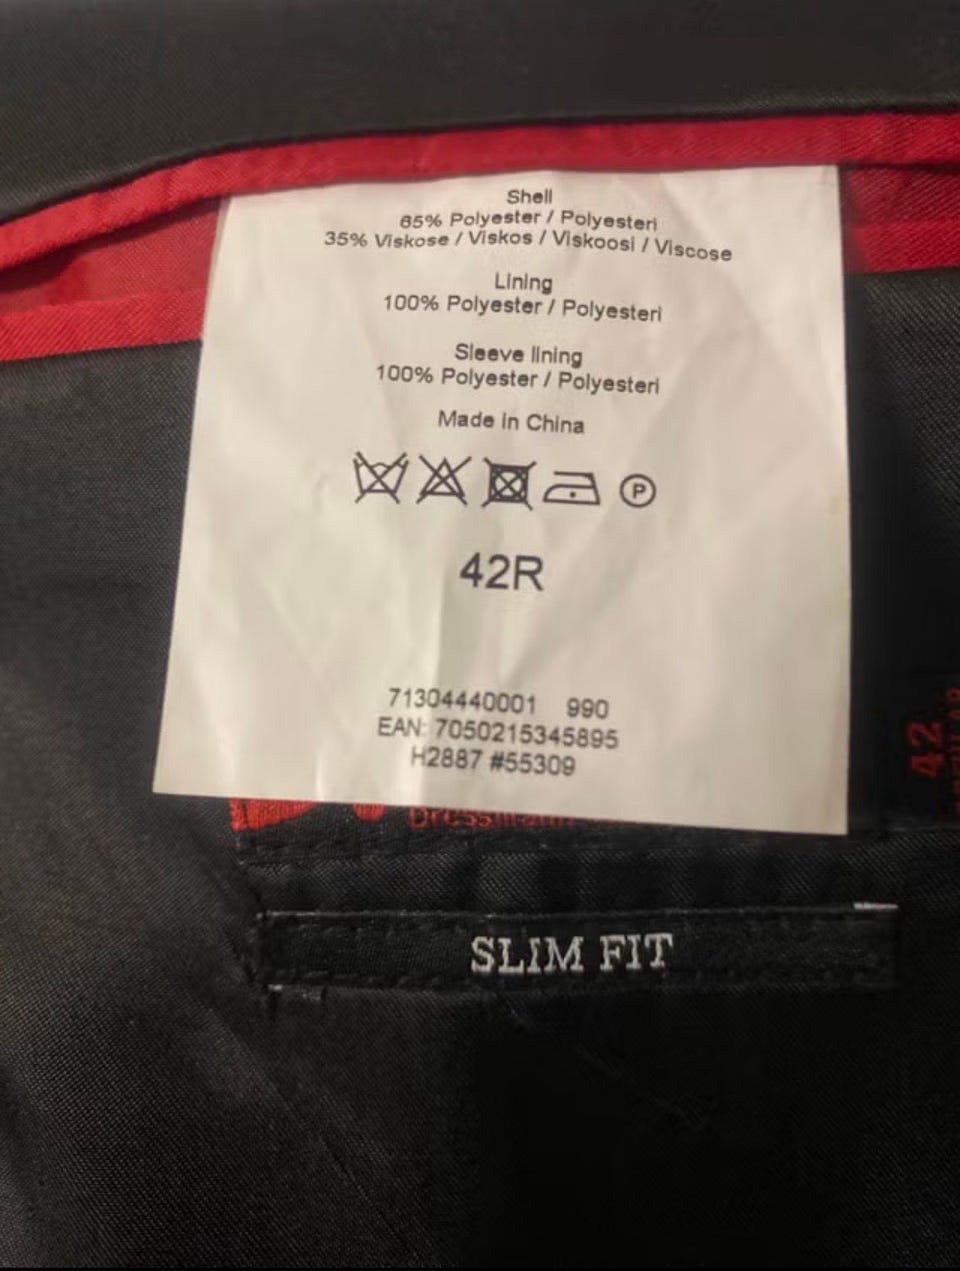 Shell
65% Polyester / Polyesteri
35% Viskose / Viskos / Viskoosi / Viscose
Lining
100% Polyester / Polyesteri
Sleeve lining
100% Polyester / Polyesteri
Made in China
P
42R
71304440001 990
EAN: 7050215345895
H2887 #55309
42
SLIM FIT